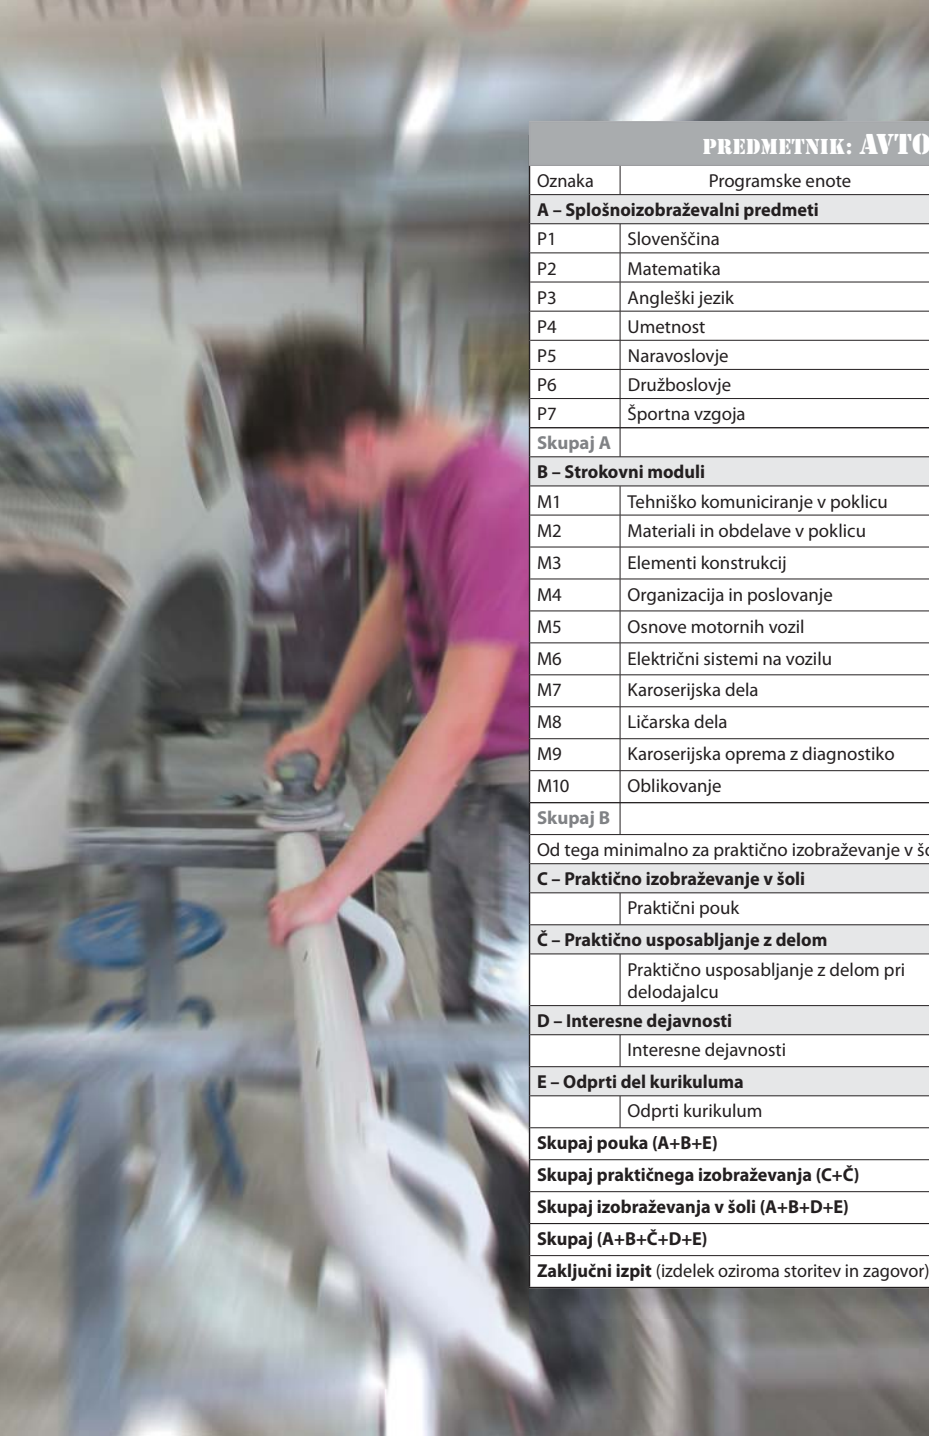 PREPOVEDANO
PREDMETNIK: AVTO
Oznaka Programske enote
A – Splošnoizobraževalni predmeti
P1 Slovenščina
P2 Matematika
P3 Angleški jezik
P4 Umetnost
P5 Naravoslovje
P6 Družboslovje
P7 Športna vzgoja
Skupaj A
B – Strokovni moduli
M1 Tehniško komuniciranje v poklicu
M2 Materiali in obdelave v poklicu
M3 Elementi konstrukcij
M4 Organizacija in poslovanje
M5 Osnove motornih vozil
M6 Električni sistemi na vozilu
M7 Karoserijska dela
M8 Ličarska dela
M9 Karoserijska oprema z diagnostiko
M10 Oblikovanje
Skupaj B
Od tega minimalno za praktično izobraževanje v šo
C – Praktično izobraževanje v šoli
Praktični pouk
Č – Praktično usposabljanje z delom
Praktično usposabljanje z delom pri
delodajalcu
D – Interesne dejavnosti
Interesne dejavnosti
E – Odprti del kurikuluma
Odprti kurikulum
Skupaj pouka (A+B+E)
Skupaj praktičnega izobraževanja (C+Č)
Skupaj izobraževanja v šoli (A+B+D+E)
Skupaj (A+B+Č+D+E)
Zaključni izpit (izdelek oziroma storitev in zagovor)